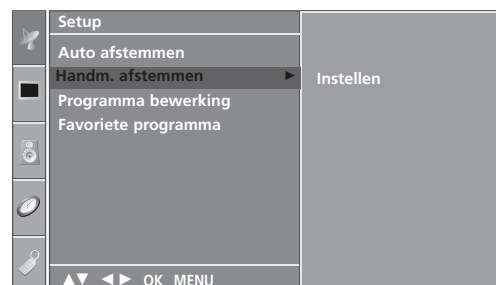 Setup
Auto afstemmen
Handm. afstemmen ►
Instellen
Programma bewerking
Favoriete programma
▲▼ ◄► OK MENU